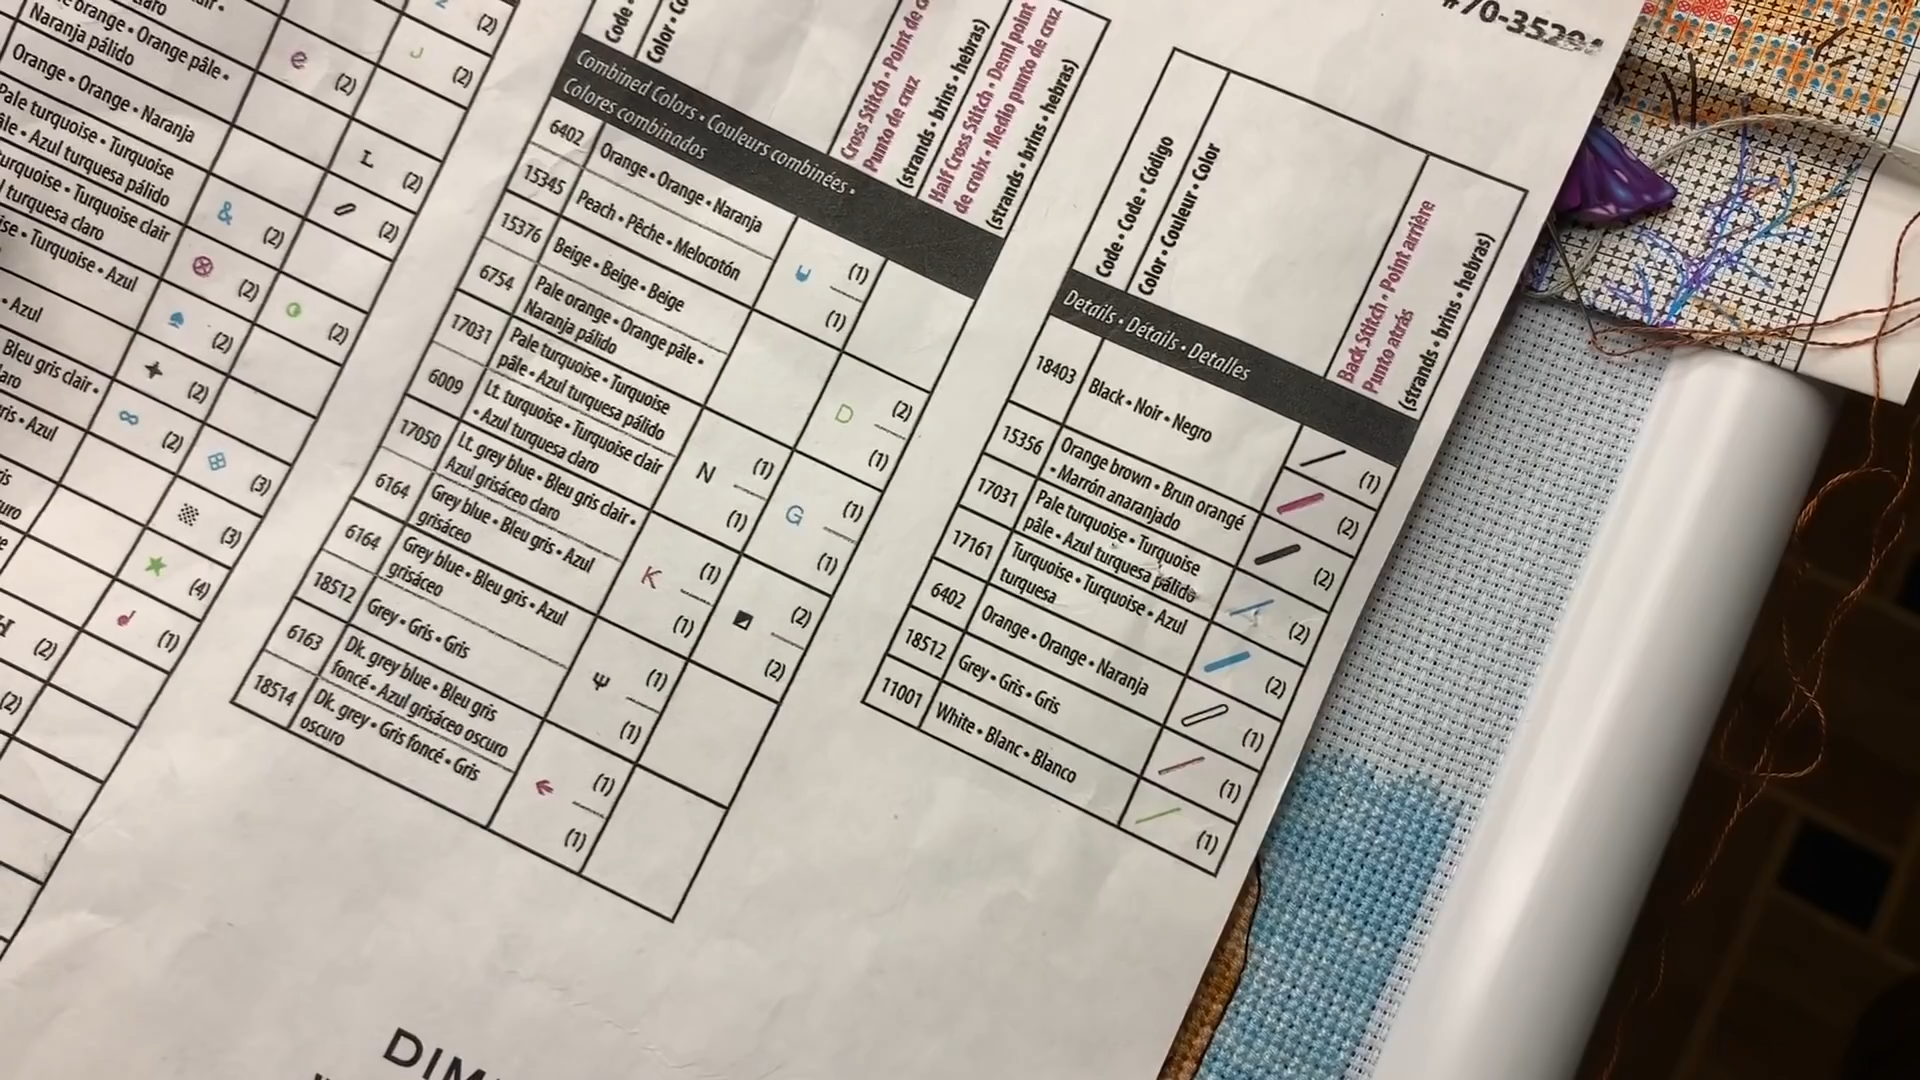 #70-35294
(2)
claro
orange • Orange pâle •
Naranja pálido
(2)
(2)
Orange • Orange • Naranja
Pale turquoise • Turquoise
Azul turquesa pálido
L
(2)
Turquoise clair
turquesa claro
& (2)
(2)
Turquoise • Azul
(2)
(2)
• Azul
(2)
Bleu gris clair •
(2)
gris • Azul
(2)
(3)
(3)
(4)
(2)
(1)
(2)
Code •
Cross Stitch • Point de
Punto de cruz
(strands • brins • hebras)
Half Cross Stitch • Demi point
de croix • Medio punto de cruz
(strands • brins • hebras)
Combined Colors • Couleurs combinées •
Colores combinados
6402 Orange • Orange • Naranja (1)
15345 Peach • Pêche • Melocotón (1)
15376 Beige • Beige • Beige D (2)
6754 Pale orange • Orange pâle •
Naranja pálido (1)
17031 Pale turquoise • Turquoise
pâle • Azul turquesa pálido N (1) G (1)
6009 Lt. turquoise • Turquoise clair
• Azul turquesa claro (1) (1)
17050 Lt. grey blue • Bleu gris clair •
Azul grisáceo claro K (1) (2)
6164 Grey blue • Bleu gris • Azul
grisáceo (1) (2)
6164 Grey blue • Bleu gris • Azul
grisáceo Ψ (1)
18512 Grey • Gris • Gris (1)
6163 Dk. grey blue • Bleu gris
foncé • Azul grisáceo oscuro (1)
18514 Dk. grey • Gris foncé • Gris
oscuro (1)
Code • Code • Código
Color • Couleur • Color
Back Stitch • Point arrière
Punto atrás
(strands • brins • hebras)
Details • Details • Detalles
18403 Black • Noir • Negro (1)
15356 Orange brown • Brun orangé
• Marrón anaranjado (2)
17031 Pale turquoise • Turquoise
pâle • Azul turquesa pálido (2)
17161 Turquoise • Turquoise • Azul
turquesa (2)
6402 Orange • Orange • Naranja (2)
18512 Grey • Gris • Gris (1)
11001 White • Blanc • Blanco (1)
(1)
DIM